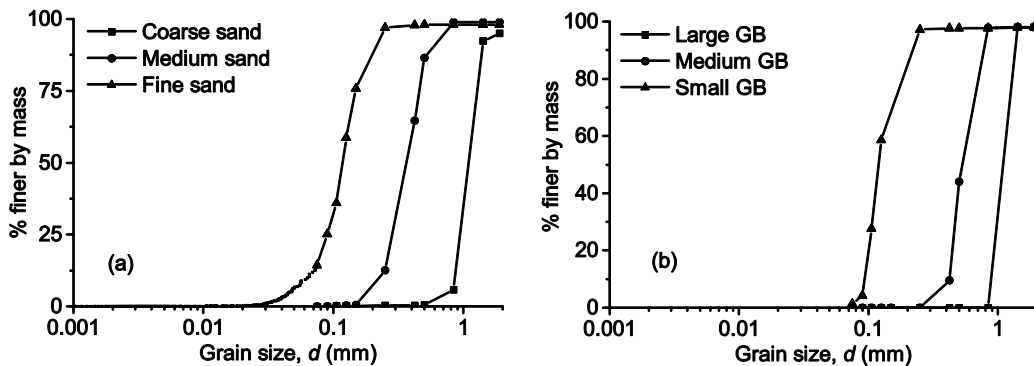 100
75
50
25
0
% finer by mass
Coarse sand
Medium sand
Fine sand
(a)
0.001 0.01 0.1 1
Grain size, d (mm)
100
80
60
40
20
0
% finer by mass
Large GB
Medium GB
Small GB
(b)
0.001 0.01 0.1 1
Grain size, d (mm)